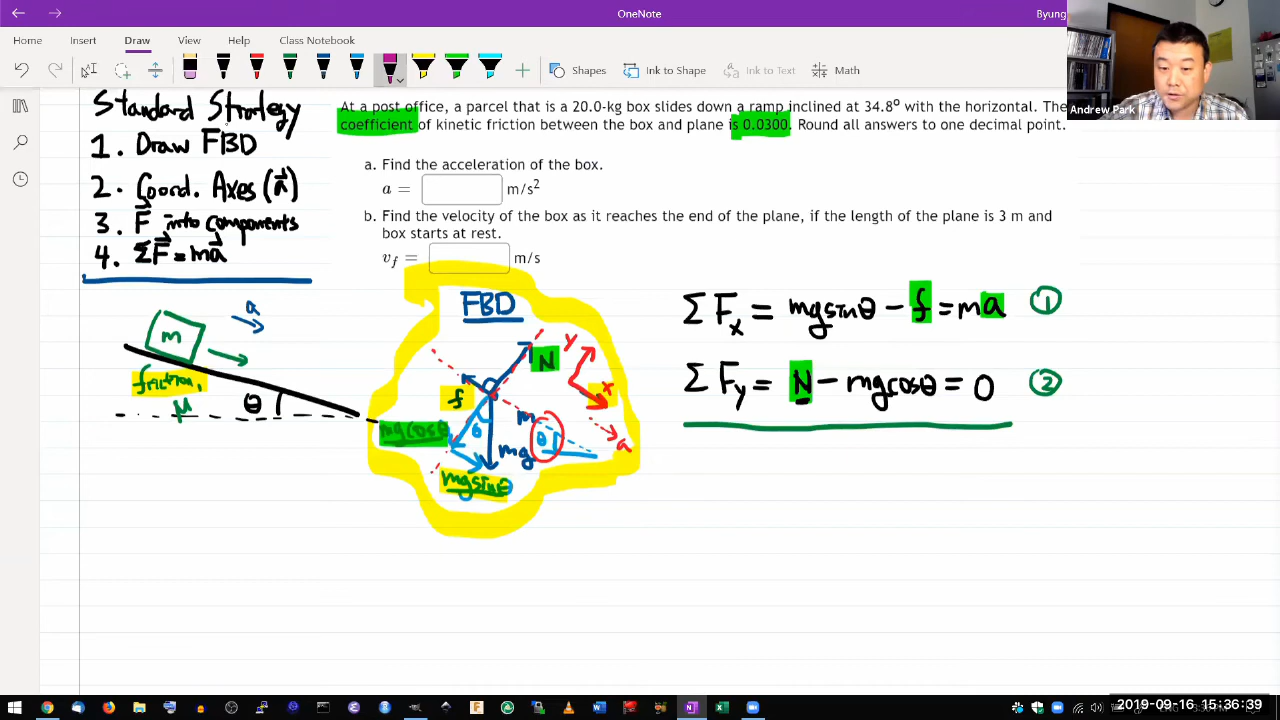 OneNote
Byung
Home
Insert
Draw
View
Help
Class Notebook
Shapes
Ink to Shape
Ink to Text
Math
Andrew Park
Standard Strategy
1. Draw FBD
2. Coord. Axes (a⃗)
3. F⃗ into components
4. ΣF⃗ = ma⃗
At a post office, a parcel that is a 20.0-kg box slides down a ramp inclined at 34.8° with the horizontal. The
coefficient of kinetic friction between the box and plane is 0.0300. Round all answers to one decimal point.
a. Find the acceleration of the box.
a = m/s²
b. Find the velocity of the box as it reaches the end of the plane, if the length of the plane is 3 m and
box starts at rest.
v_f = m/s
m
a
friction,
μ
θ
FBD
N
y
x
f
m
a
mgcosθ
θ
θ
mg
mgsinθ
ΣF_x = mgsinθ − f = ma ①
ΣF_y = N − mgcosθ = 0 ②
2019-09-16 15:36:39